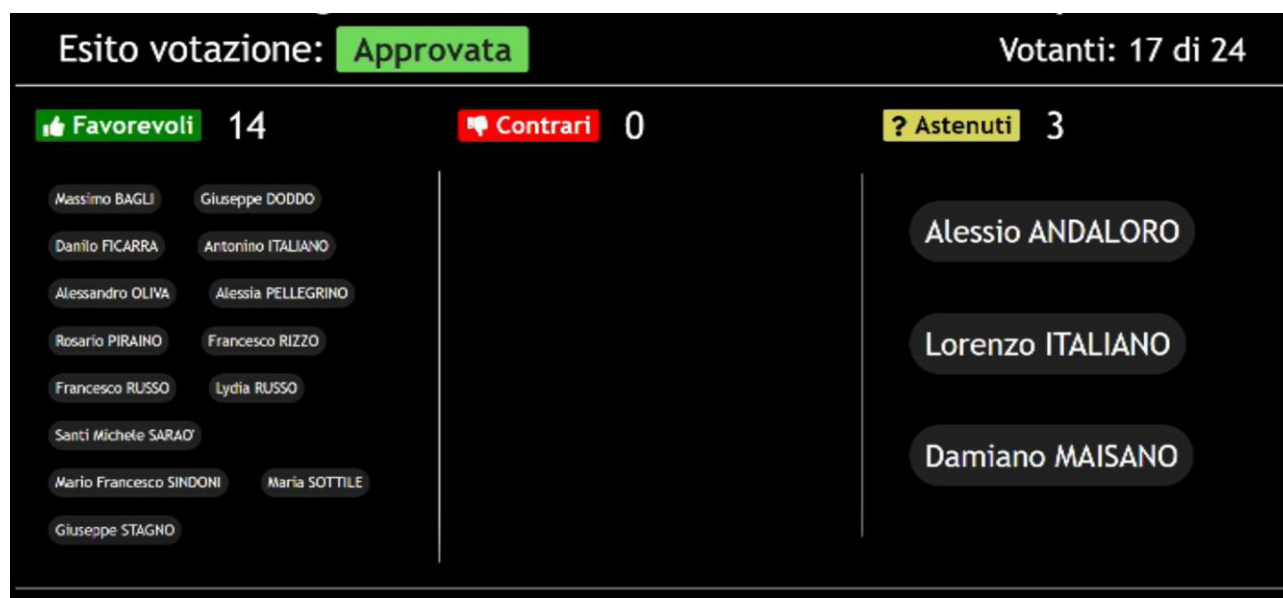 Esito votazione: Approvata
Votanti: 17 di 24
Favorevoli 14
Contrari 0
? Astenuti 3
Massimo BAGLI Giuseppe DODDO
Danilo FICARRA Antonino ITALIANO
Alessandro OLIVA Alessia PELLEGRINO
Rosario PIRAINO Francesco RIZZO
Francesco RUSSO Lydia RUSSO
Santi Michele SARAO'
Mario Francesco SINDONI Maria SOTTILE
Giuseppe STAGNO
Alessio ANDALORO
Lorenzo ITALIANO
Damiano MAISANO